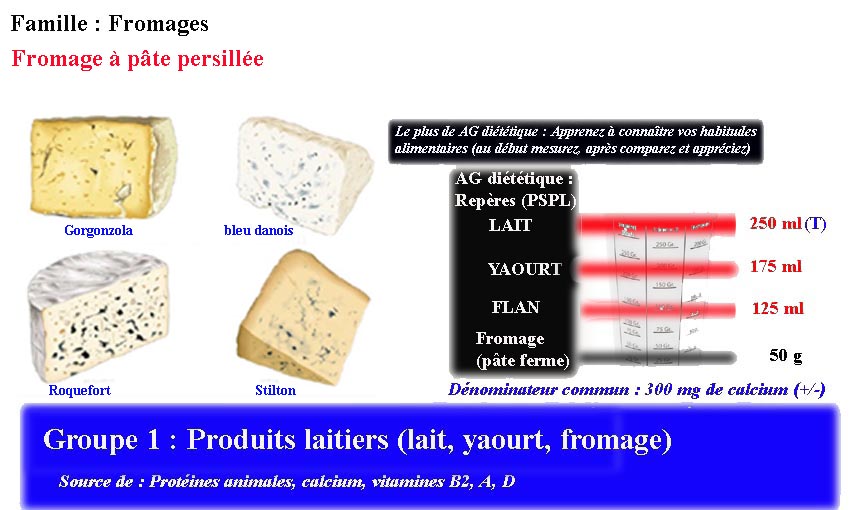 Famille : Fromages
Fromage à pâte persillée
Le plus de AG diététique : Apprenez à connaître vos habitudes
alimentaires (au début mesurez, après comparez et appréciez)
Gorgonzola
bleu danois
Roquefort
Stilton
AG diététique :
Repères (PSPL)
LAIT
250 ml (T)
YAOURT
175 ml
FLAN
125 ml
Fromage
(pâte ferme)
50 g
Dénominateur commun : 300 mg de calcium (+/-)
Groupe 1 : Produits laitiers (lait, yaourt, fromage)
Source de : Protéines animales, calcium, vitamines B2, A, D